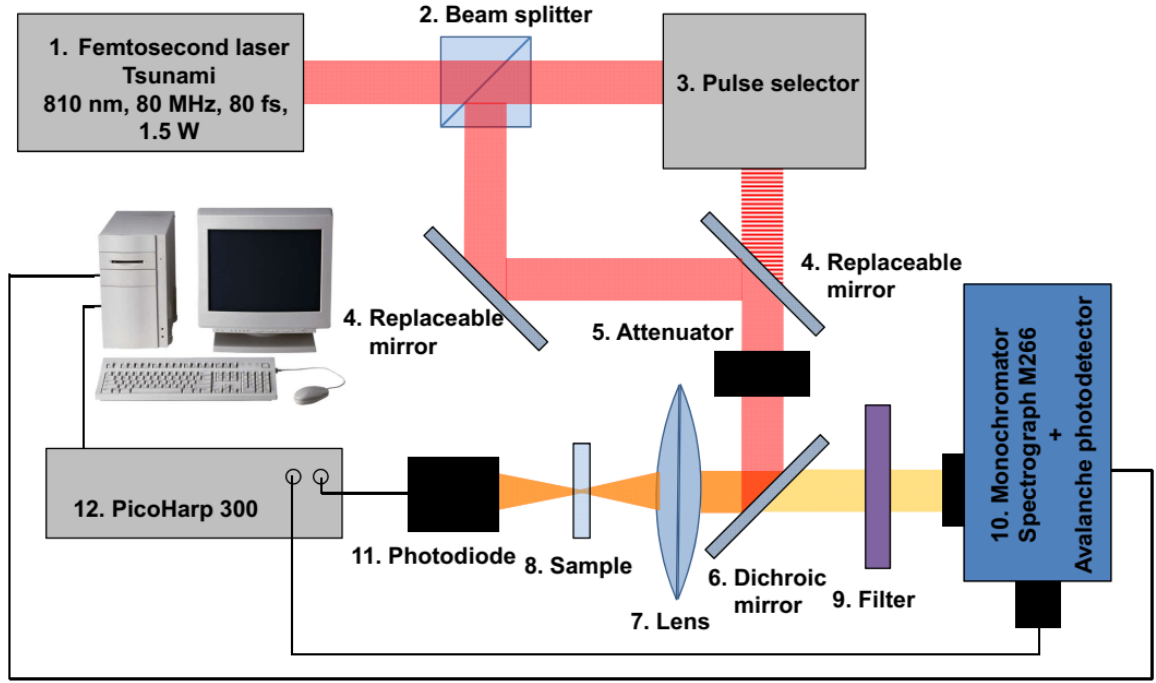 2. Beam splitter
1. Femtosecond laser
Tsunami
810 nm, 80 MHz, 80 fs,
1.5 W
3. Pulse selector
4. Replaceable
mirror
4. Replaceable
mirror
5. Attenuator
10. Monochromator
Spectrograph M266
+
Avalanche photodetector
12. PicoHarp 300
11. Photodiode
8. Sample
7. Lens
6. Dichroic
mirror
9. Filter